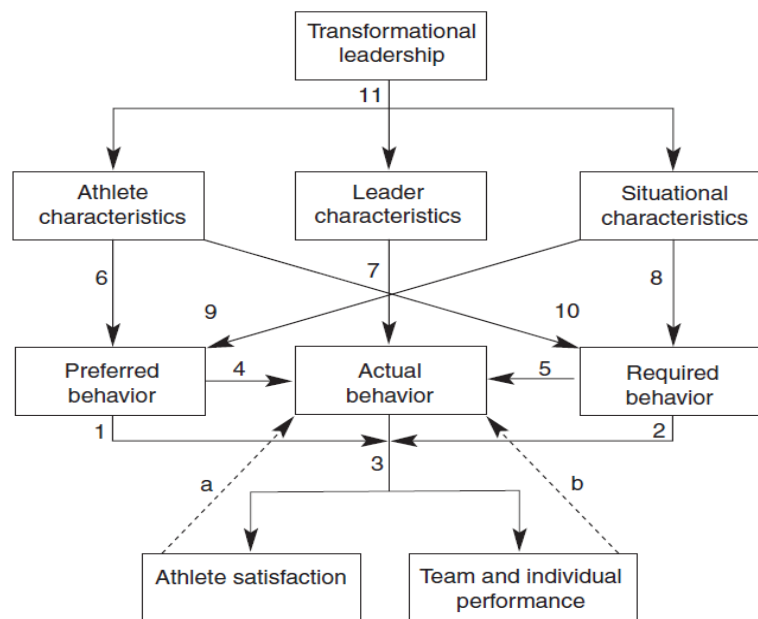 Transformational
leadership
11
Athlete
characteristics
Leader
characteristics
Situational
characteristics
6
7
8
9
10
Preferred
behavior
4
Actual
behavior
5
Required
behavior
1
2
3
a
b
Athlete satisfaction
Team and individual
performance